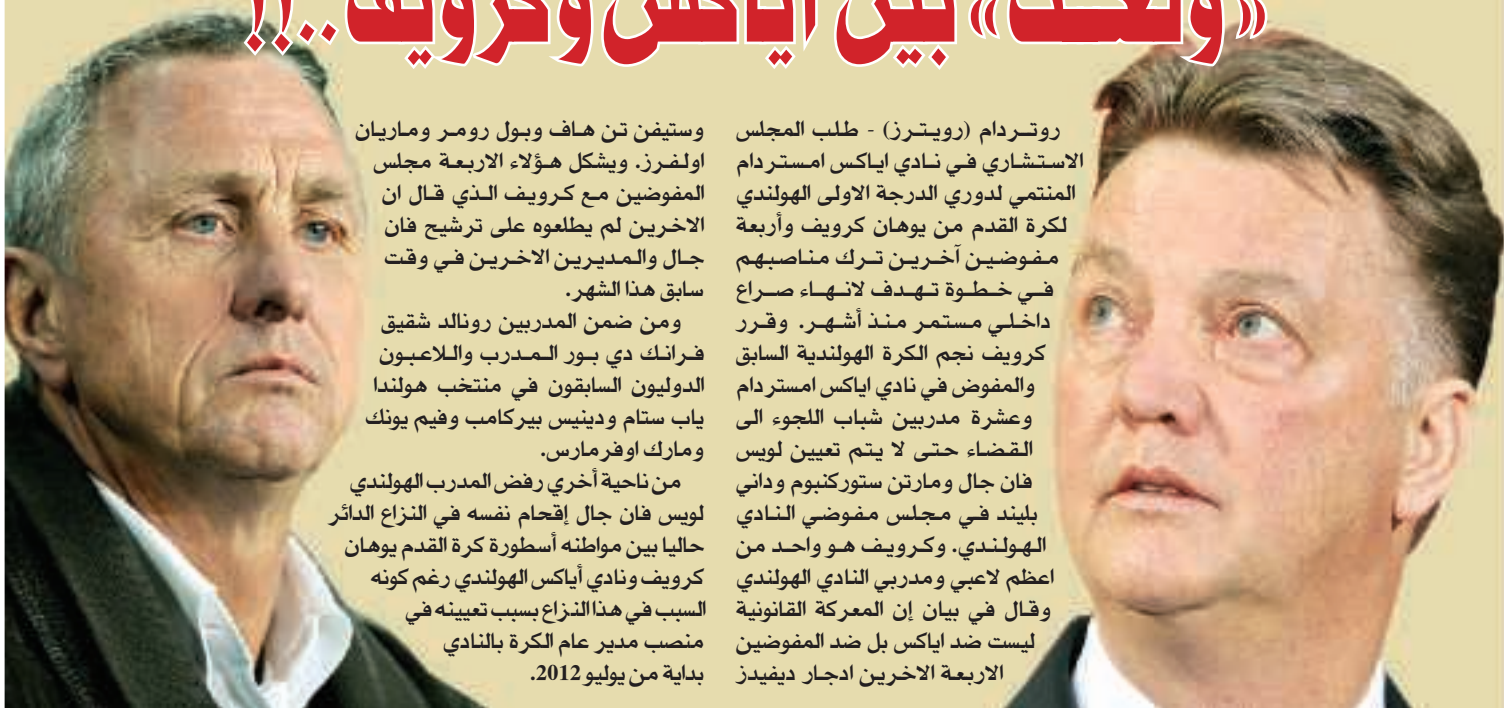 «ولعت» بين أياكس وكرويف..!!
روتردام (رويترز) - طلب المجلس
الاستشاري في نادي اياكس امستردام
المنتمي لدوري الدرجة الاولى الهولندي
لكرة القدم من يوهان كرويف وأربعة
مفوضين آخرين ترك مناصبهم
في خطوة تهدف لانهاء صراع
داخلي مستمر منذ أشهر. وقرر
كرويف نجم الكرة الهولندية السابق
والمفوض في نادي اياكس امستردام
وعشرة مدربين شباب اللجوء الى
القضاء حتى لا يتم تعيين لويس
فان جال ومارتن ستوركنبوم وداني
بليند في مجلس مفوضي النادي
الهولندي. وكرويف هو واحد من
اعظم لاعبي ومدربي النادي الهولندي
وقال في بيان إن المعركة القانونية
ليست ضد اياكس بل ضد المفوضين
الاربعة الاخرين ادجار ديفيدز
وستيفن تن هاف وبول رومر وماريان
اولفرز. ويشكل هؤلاء الاربعة مجلس
المفوضين مع كرويف الذي قال ان
الاخرين لم يطلعوه على ترشيح فان
جال والمديرين الاخرين في وقت
سابق هذا الشهر.
ومن ضمن المدربين رونالد شقيق
فرانك دي بور المدرب واللاعبون
الدوليون السابقون في منتخب هولندا
ياب ستام ودينيس بيركامب وفيم يونك
ومارك اوفرمارس.
من ناحية أخري رفض المدرب الهولندي
لويس فان جال إقحام نفسه في النزاع الدائر
حاليا بين مواطنه أسطورة كرة القدم يوهان
كرويف ونادي أياكس الهولندي رغم كونه
السبب في هذا النزاع بسبب تعيينه في
منصب مدير عام الكرة بالنادي
بداية من يوليو 2012.